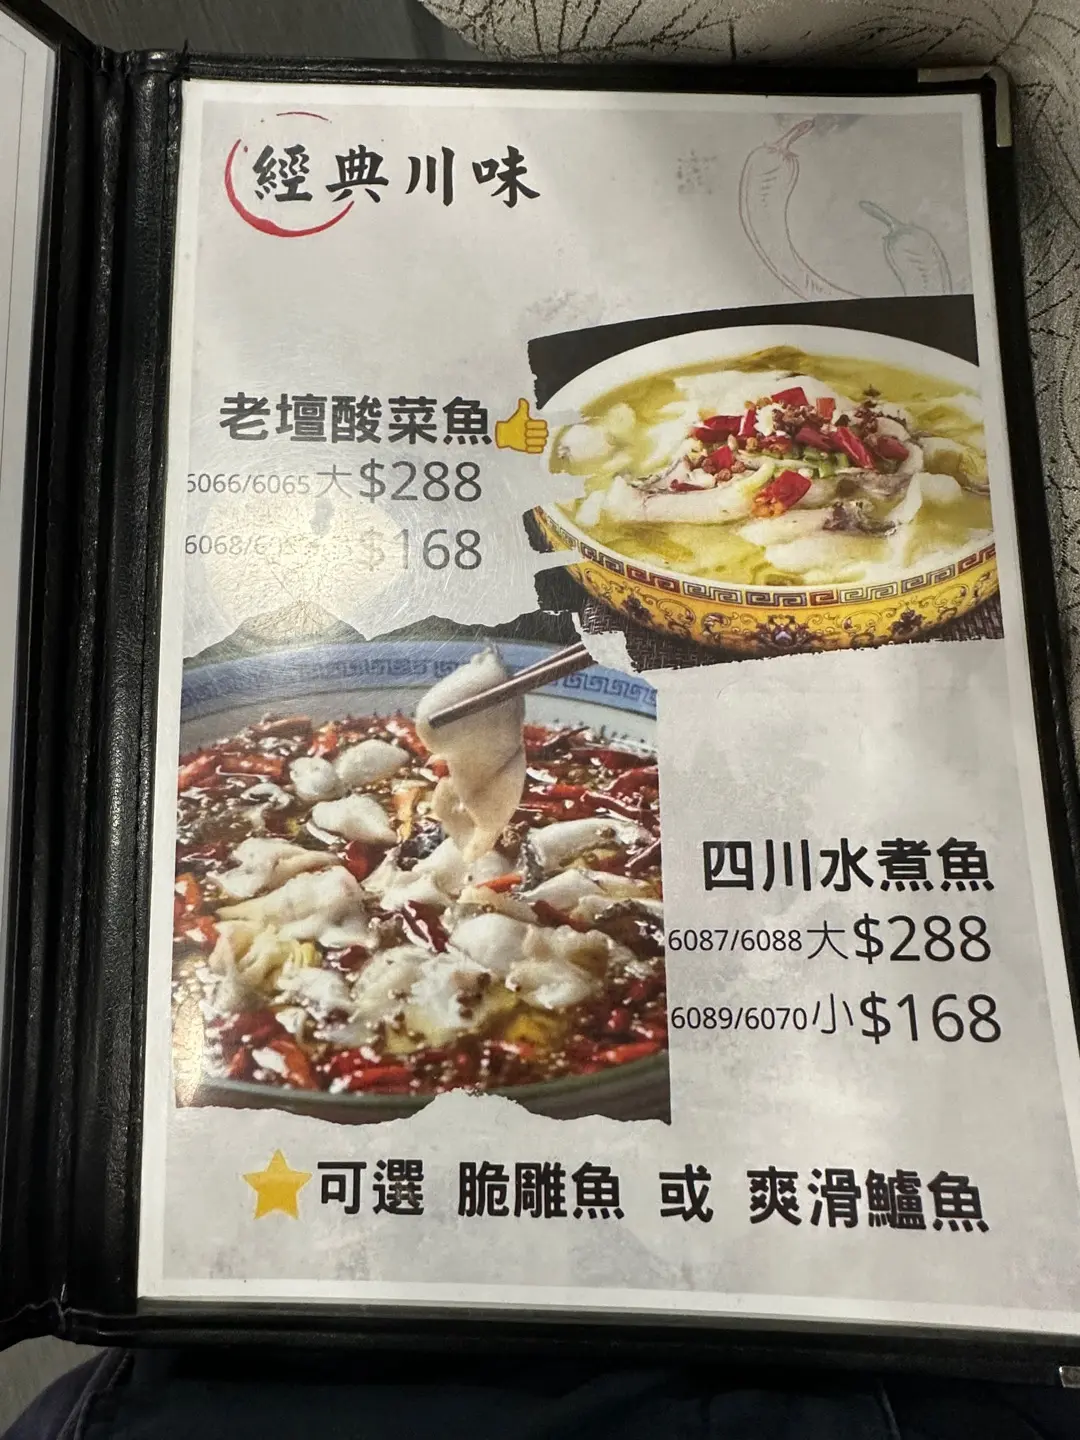 經典川味
老壇酸菜魚👍
6066/6065大$288
6068/ $168
四川水煮魚
6087/6088大$288
6089/6070小$168
⭐可選 脆雕魚 或 爽滑鱸魚